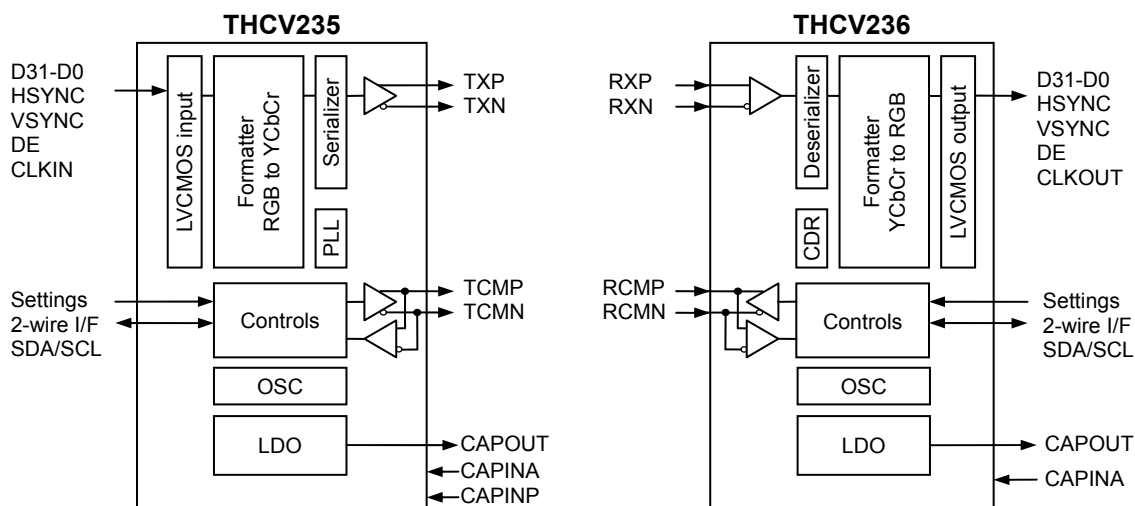 THCV235
D31-D0
HSYNC
VSYNC
DE
CLKIN
LVCMOS input
Formatter
RGB to YCbCr
Serializer
PLL
TXP
TXN
Settings
2-wire I/F
SDA/SCL
Controls
TCMP
TCMN
OSC
LDO
CAPOUT
CAPINA
CAPINP
THCV236
RXP
RXN
Deserializer
CDR
Formatter
YCbCr to RGB
LVCMOS output
D31-D0
HSYNC
VSYNC
DE
CLKOUT
RCMP
RCMN
Controls
Settings
2-wire I/F
SDA/SCL
OSC
LDO
CAPOUT
CAPINA